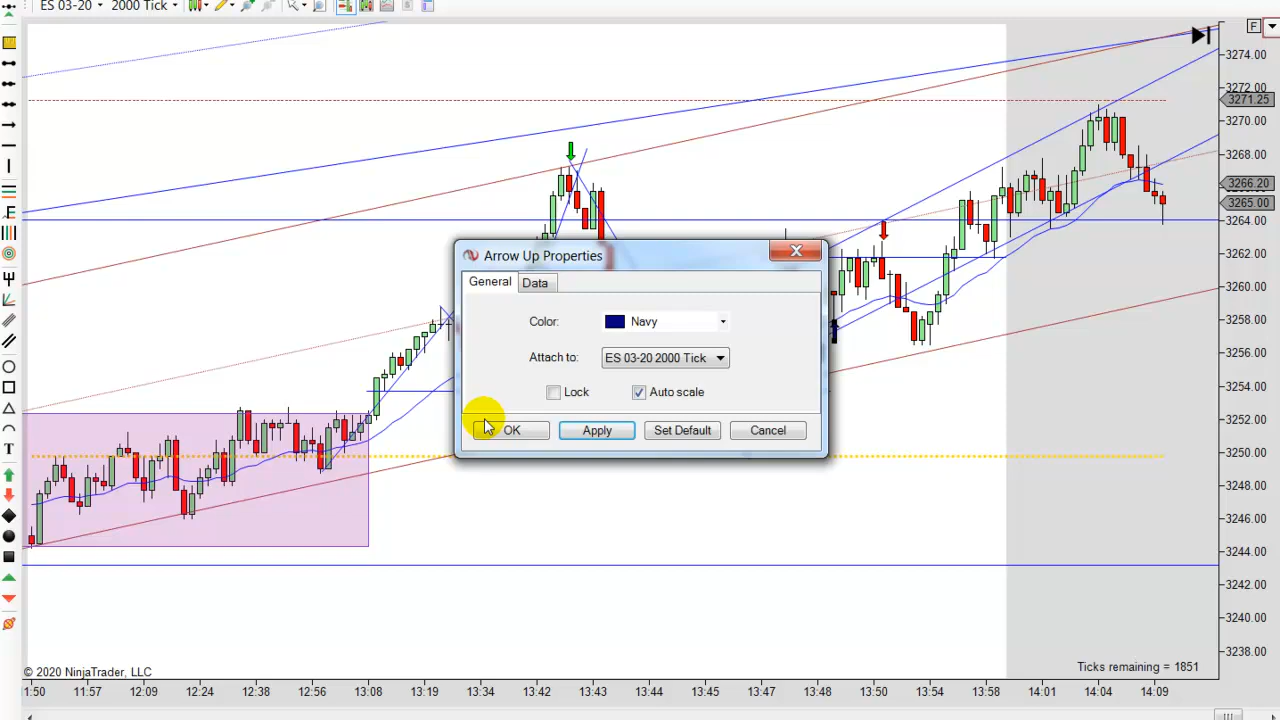 ES 03-20 2000 Tick
F
3274.00
3272.00
3271.25
3270.00
3268.00
3266.20
3265.00
3264.00
3262.00
3260.00
3258.00
3256.00
3254.00
3252.00
3250.00
3248.00
3246.00
3244.00
3242.00
3240.00
3238.00
Arrow Up Properties
General Data
Color: Navy
Attach to: ES 03-20 2000 Tick
Lock Auto scale
OK Apply Set Default Cancel
E
T
© 2020 NinjaTrader, LLC
Ticks remaining = 1851
1:50 11:57 12:09 12:24 12:38 12:56 13:08 13:19 13:34 13:42 13:43 13:44 13:47 13:48 13:50 13:54 13:58 14:01 14:04 14:09